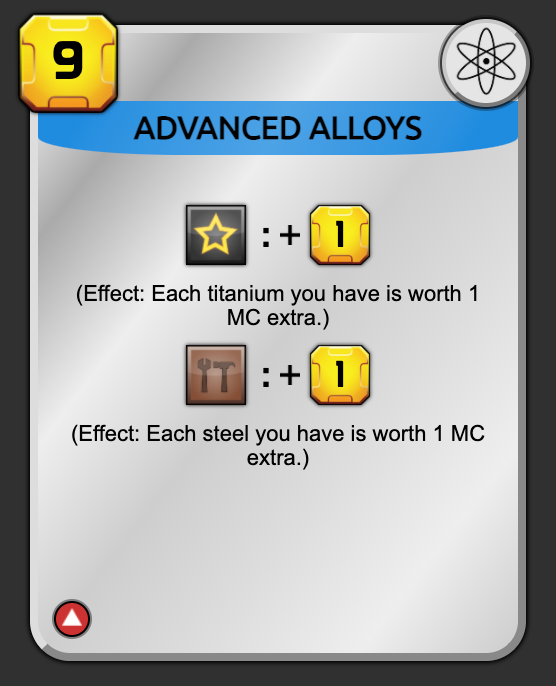 9
ADVANCED ALLOYS
: + 1
(Effect: Each titanium you have is worth 1
MC extra.)
: + 1
(Effect: Each steel you have is worth 1 MC
extra.)